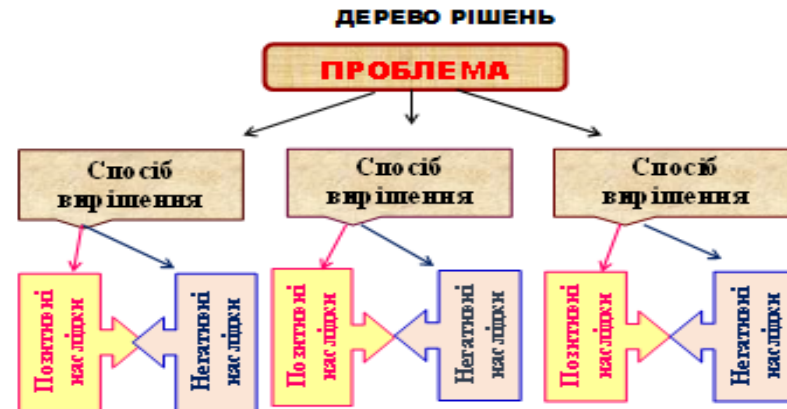 ДЕРЕВО РІШЕНЬ
ПРОБЛЕМА
Спосіб
вирішення
Спосіб
вирішення
Спосіб
вирішення
Позитивні
наслідки
Негативні
наслідки
Позитивні
наслідки
Негативні
наслідки
Позитивні
наслідки
Негативні
наслідки